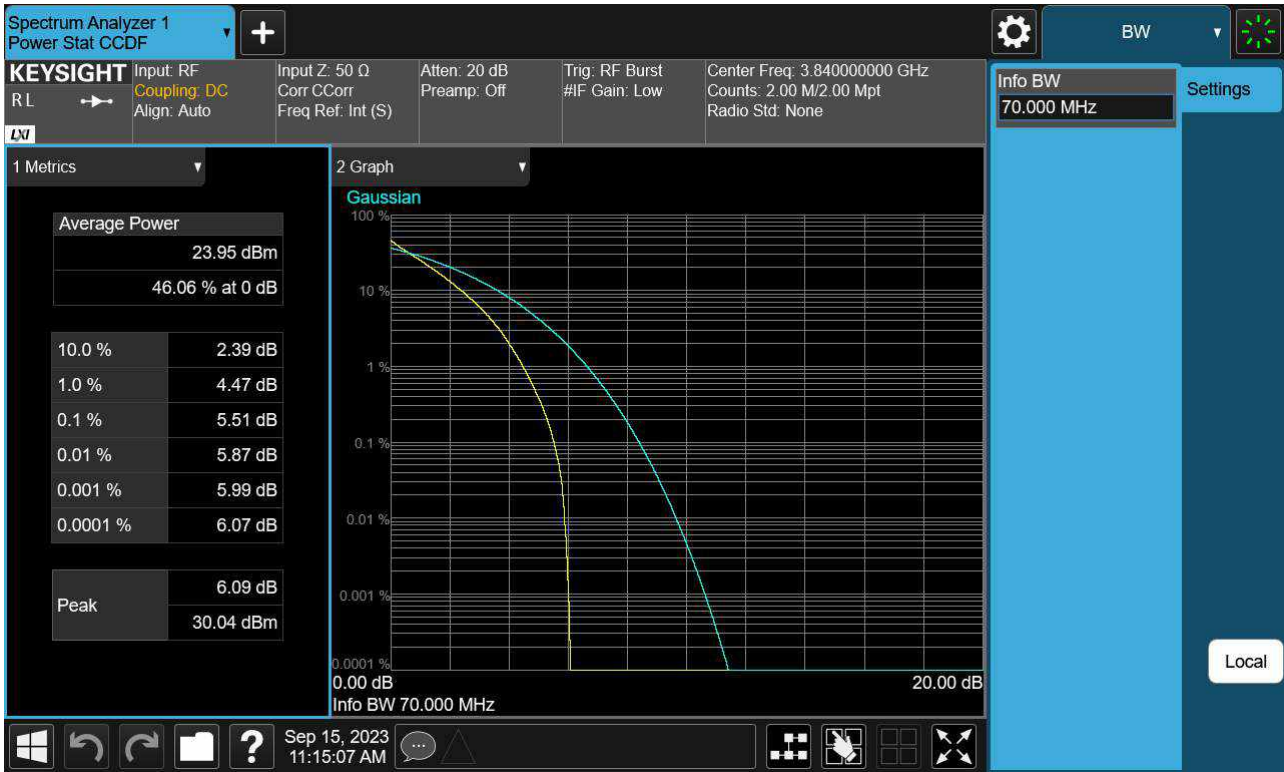 Spectrum Analyzer 1
Power Stat CCDF
BW
KEYSIGHT
RL
LXI
Input: RF
Coupling: DC
Align: Auto
Input Z: 50 Ω
Corr CCorr
Freq Ref: Int (S)
Atten: 20 dB
Preamp: Off
Trig: RF Burst
#IF Gain: Low
Center Freq: 3.840000000 GHz
Counts: 2.00 M/2.00 Mpt
Radio Std: None
Info BW
70.000 MHz
Settings
1 Metrics
Average Power
23.95 dBm
46.06 % at 0 dB
10.0 % 2.39 dB
1.0 % 4.47 dB
0.1 % 5.51 dB
0.01 % 5.87 dB
0.001 % 5.99 dB
0.0001 % 6.07 dB
Peak
6.09 dB
30.04 dBm
2 Graph
Gaussian
100 %
10 %
1 %
0.1 %
0.01 %
0.001 %
0.0001 %
0.00 dB 20.00 dB
Info BW 70.000 MHz
Local
?
Sep 15, 2023
11:15:07 AM